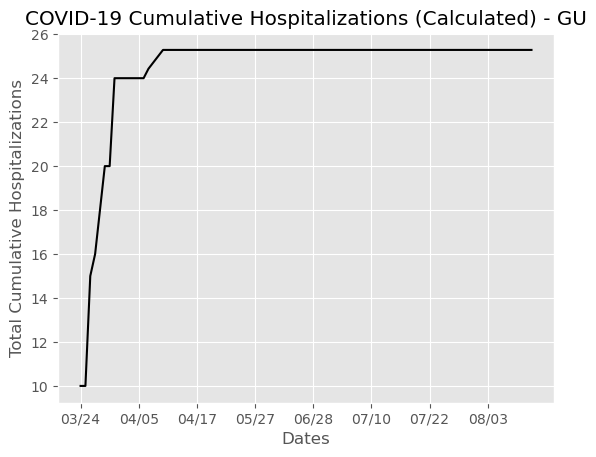 COVID-19 Cumulative Hospitalizations (Calculated) - GU
26
24
22
20
18
16
14
12
10
Total Cumulative Hospitalizations
03/24 04/05 04/17 05/27 06/28 07/10 07/22 08/03
Dates